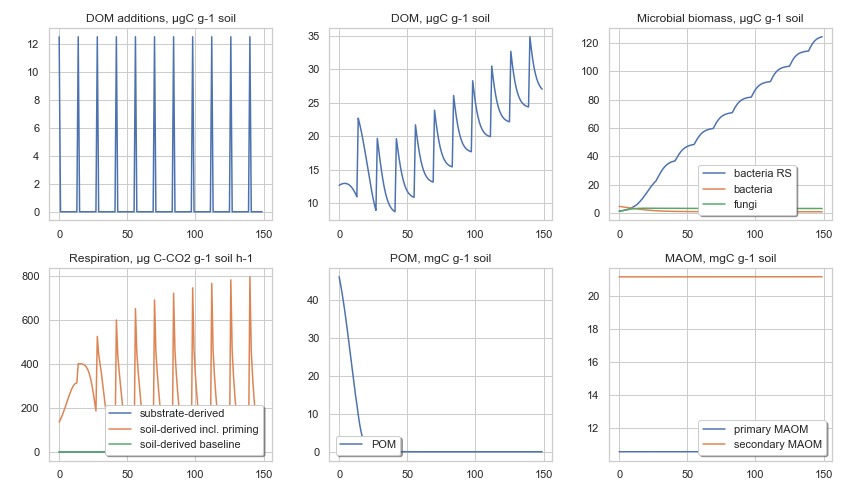 DOM additions, µgC g-1 soil
12
10
8
6
4
2
0
0 50 100 150
DOM, µgC g-1 soil
35
30
25
20
15
10
0 50 100 150
Microbial biomass, µgC g-1 soil
120
100
80
60
40
20
0
bacteria RS
bacteria
fungi
0 50 100 150
Respiration, µg C-CO2 g-1 soil h-1
800
600
400
200
0
substrate-derived
soil-derived incl. priming
soil-derived baseline
0 50 100 150
POM, mgC g-1 soil
40
30
20
10
0
POM
0 50 100 150
MAOM, mgC g-1 soil
20
18
16
14
12
primary MAOM
secondary MAOM
0 50 100 150